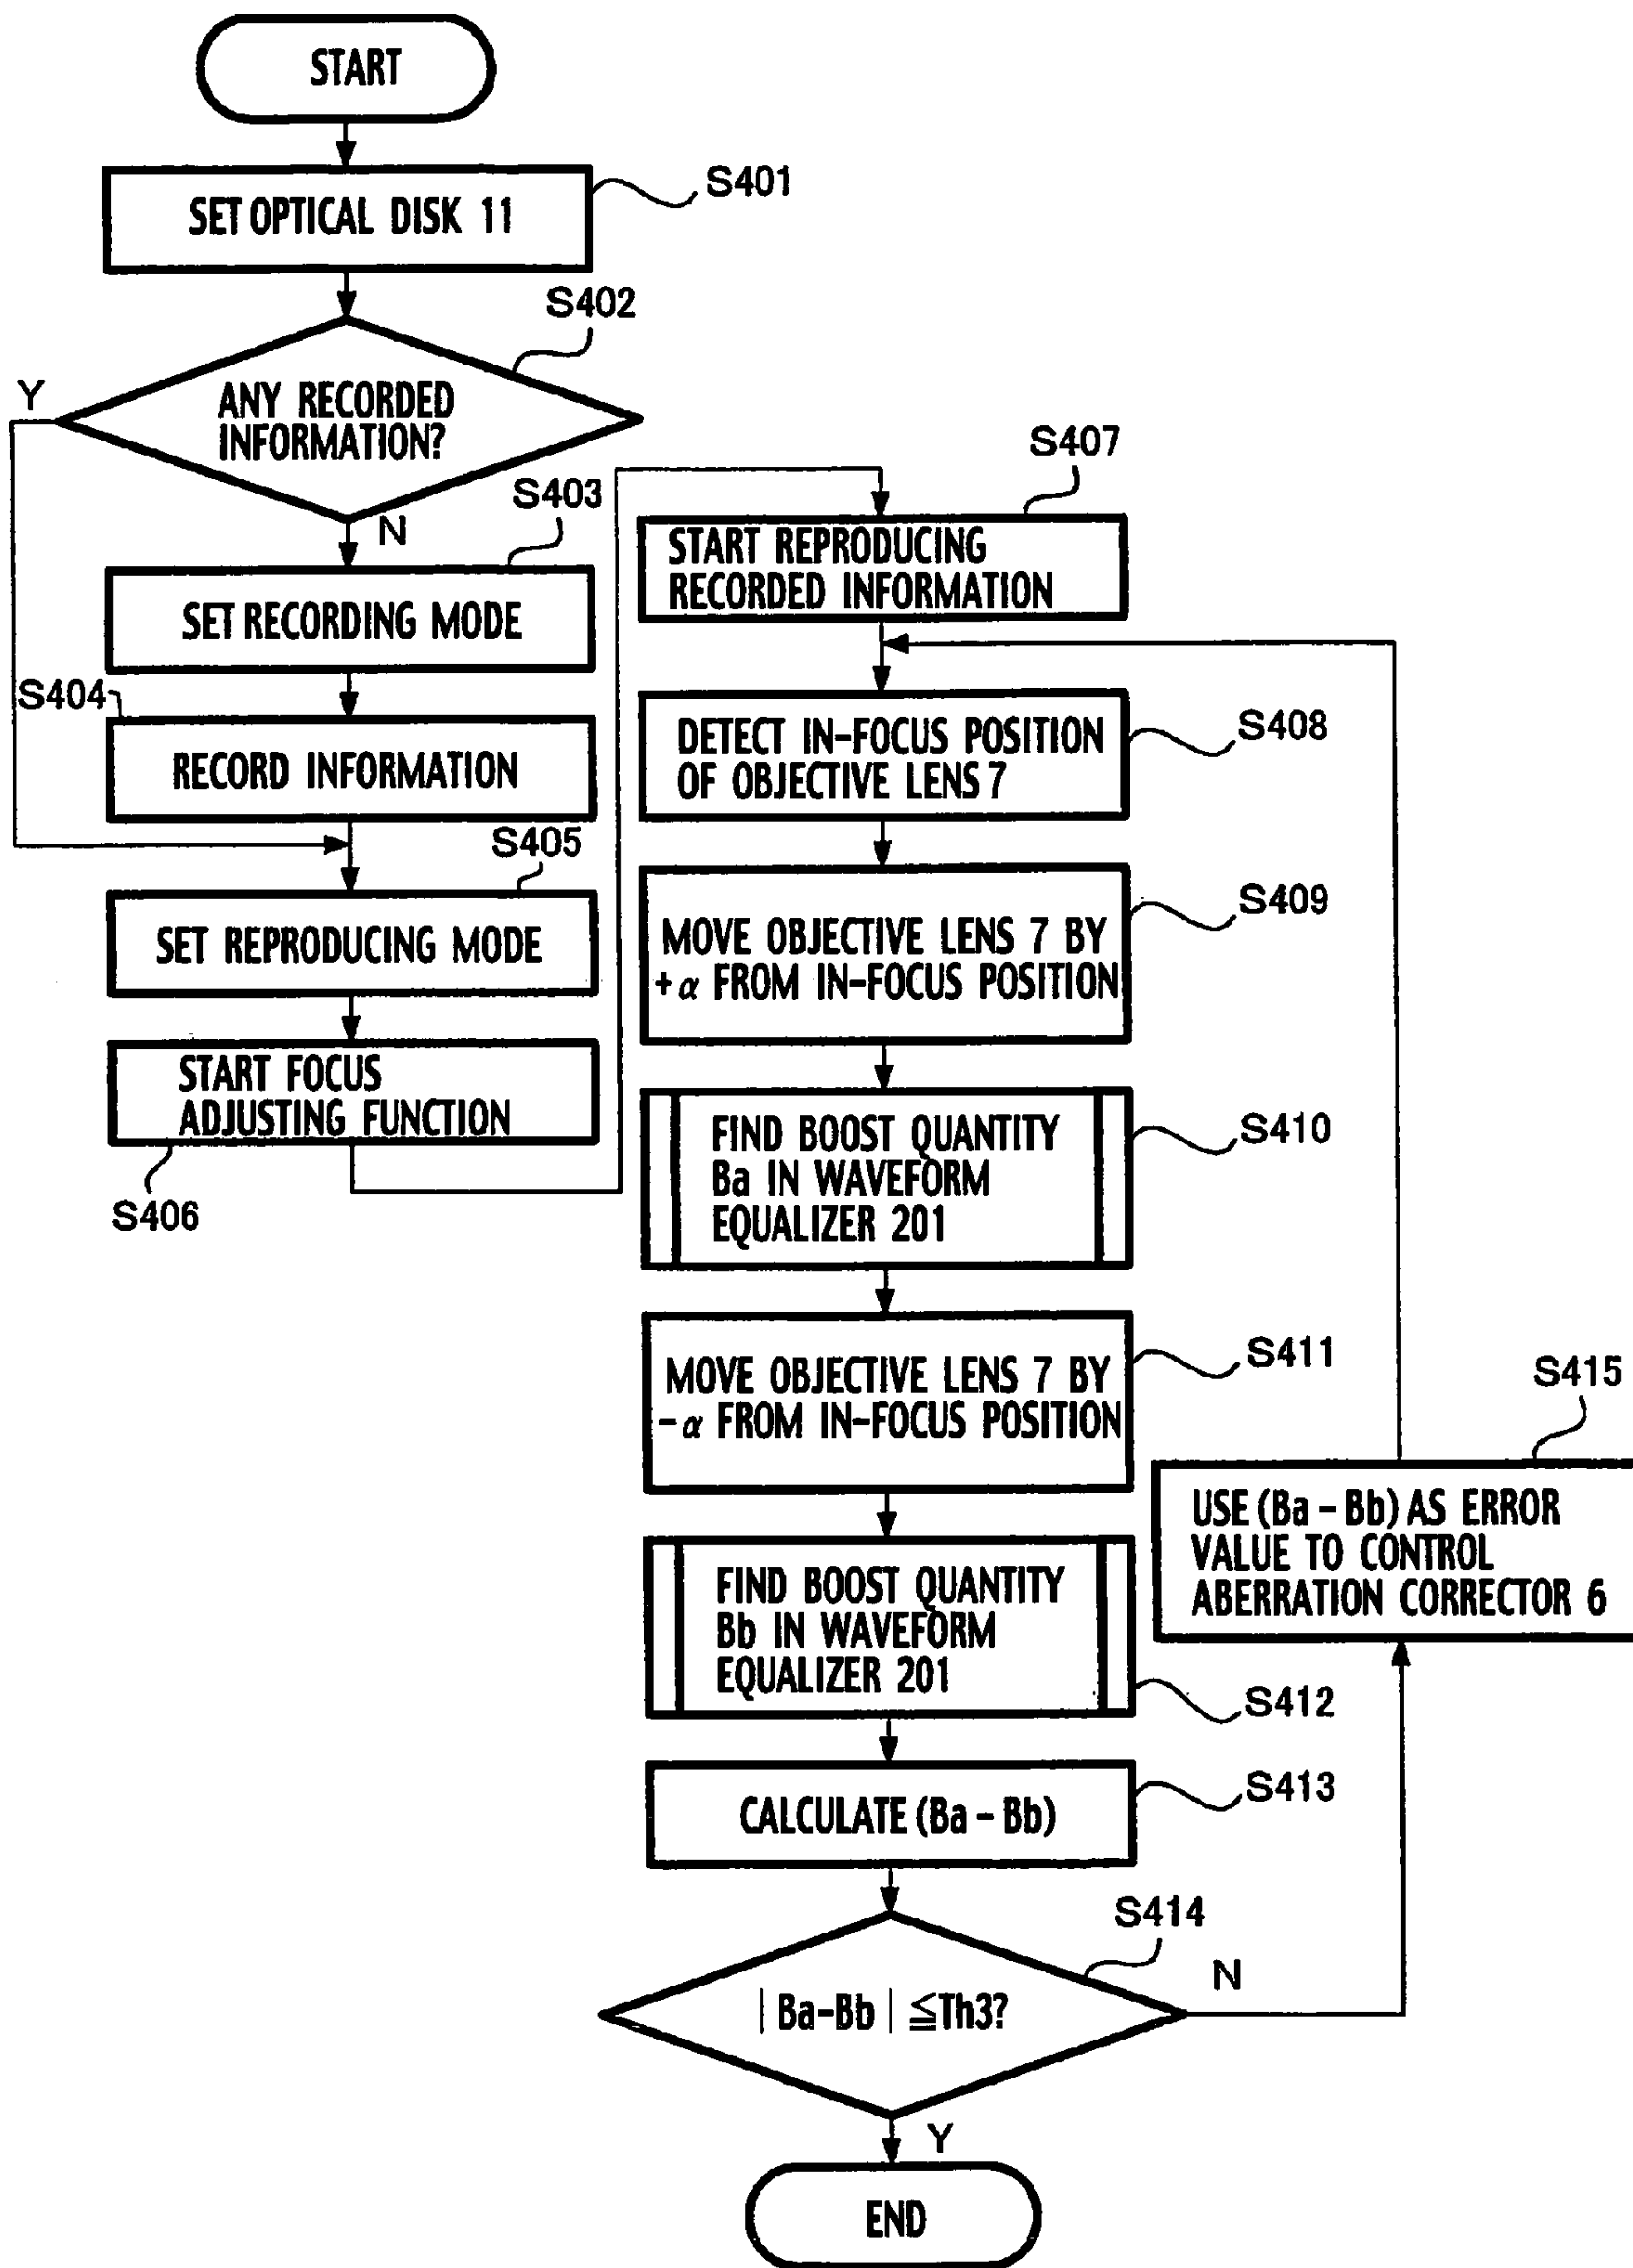 START
SET OPTICAL DISK 11
S401
S402
Y
ANY RECORDED
INFORMATION?
N
S403
SET RECORDING MODE
S404
RECORD INFORMATION
S405
SET REPRODUCING MODE
START FOCUS
ADJUSTING FUNCTION
S406
S407
START REPRODUCING
RECORDED INFORMATION
DETECT IN-FOCUS POSITION
OF OBJECTIVE LENS 7
S408
MOVE OBJECTIVE LENS 7 BY
+α FROM IN-FOCUS POSITION
S409
FIND BOOST QUANTITY
Ba IN WAVEFORM
EQUALIZER 201
S410
MOVE OBJECTIVE LENS 7 BY
-α FROM IN-FOCUS POSITION
S411
FIND BOOST QUANTITY
Bb IN WAVEFORM
EQUALIZER 201
S412
CALCULATE (Ba - Bb)
S413
S414
|Ba-Bb| ≦Th3?
N
Y
END
S415
USE (Ba - Bb) AS ERROR
VALUE TO CONTROL
ABERRATION CORRECTOR 6